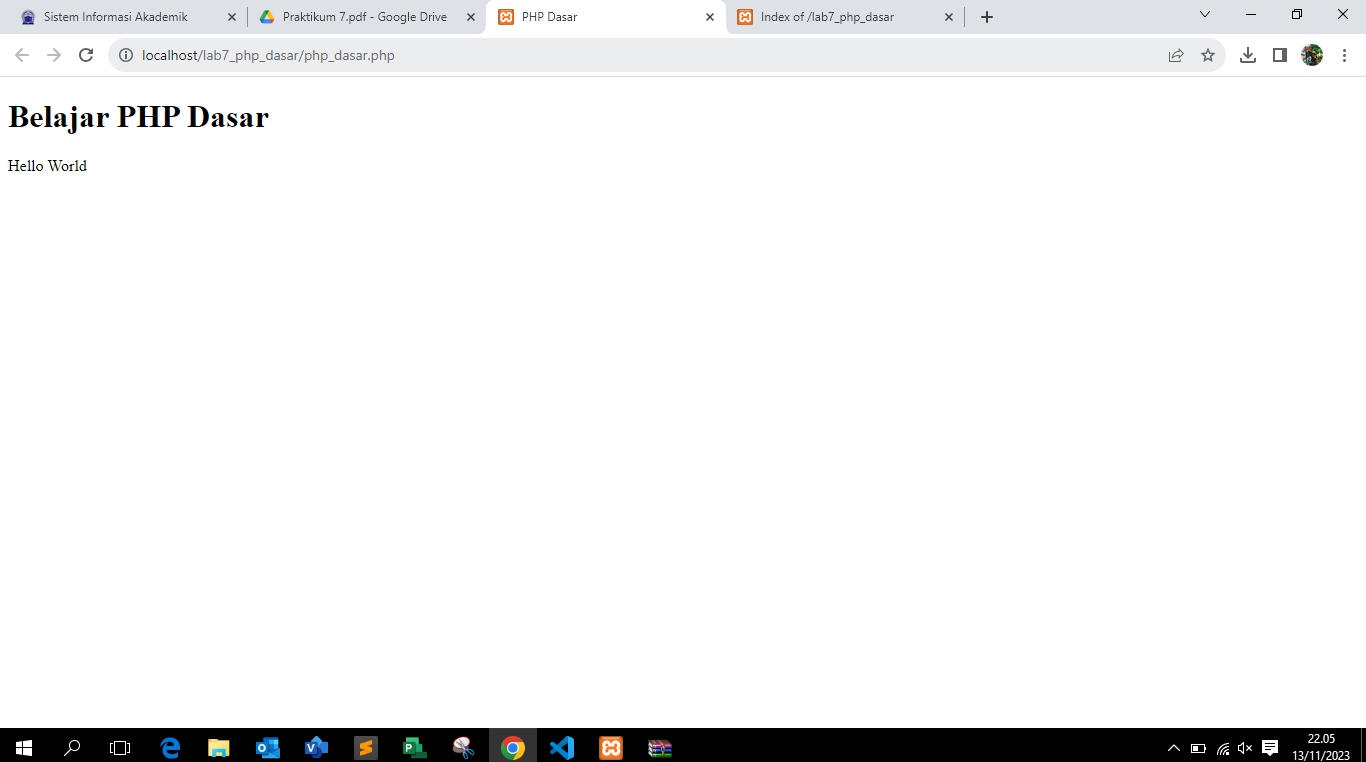 Sistem Informasi Akademik
Praktikum 7.pdf - Google Drive
PHP Dasar
Index of /lab7_php_dasar
localhost/lab7_php_dasar/php_dasar.php
Belajar PHP Dasar
Hello World
22.05
13/11/2023